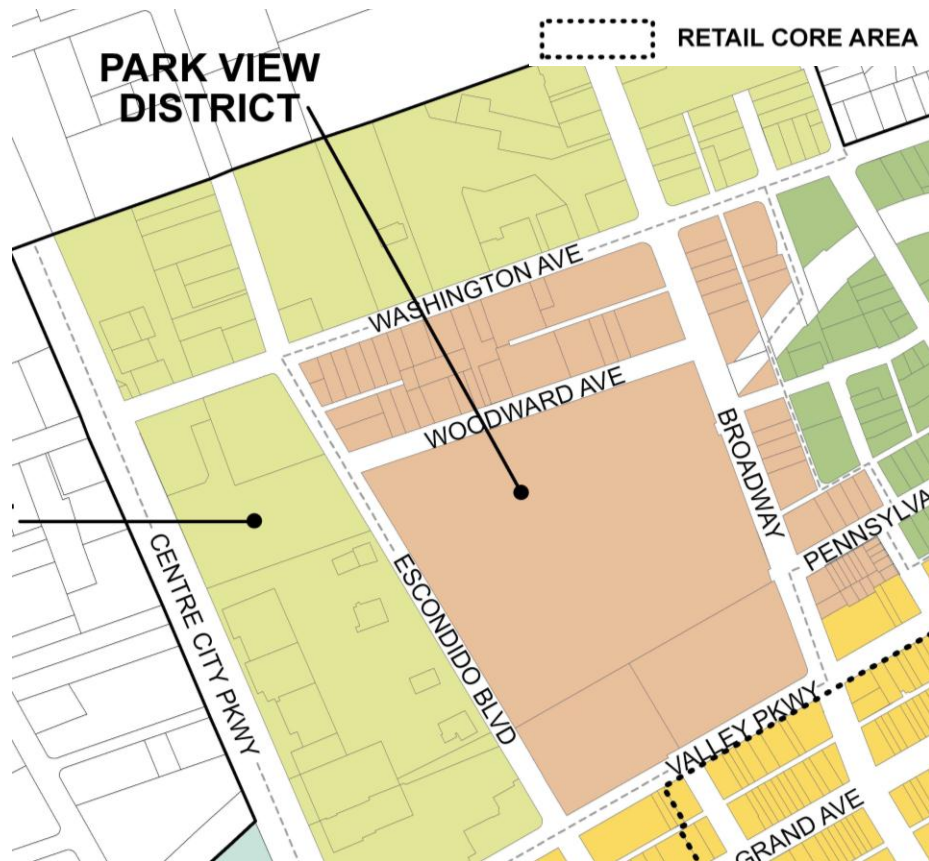 RETAIL CORE AREA
PARK VIEW
DISTRICT
WASHINGTON AVE
WOODWARD AVE
BROADWAY
PENNSYLVA
CENTRE CITY PKWY
ESCONDIDO BLVD
VALLEY PKWY
GRAND AVE